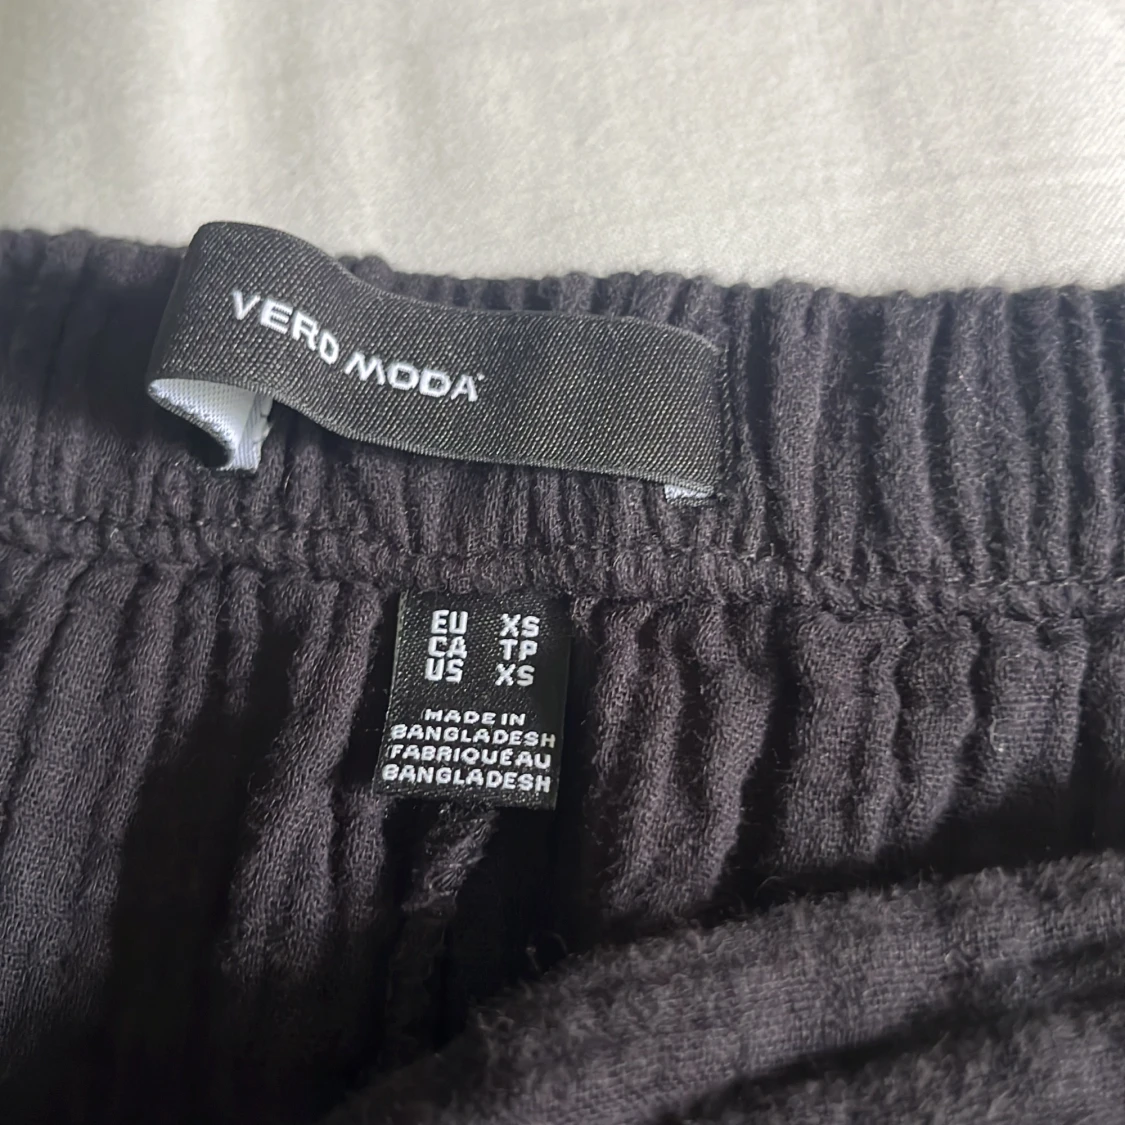 VERO MODA
EU XS
CA TP
US XS
MADE IN
BANGLADESH
FABRIQUÉ AU
BANGLADESH